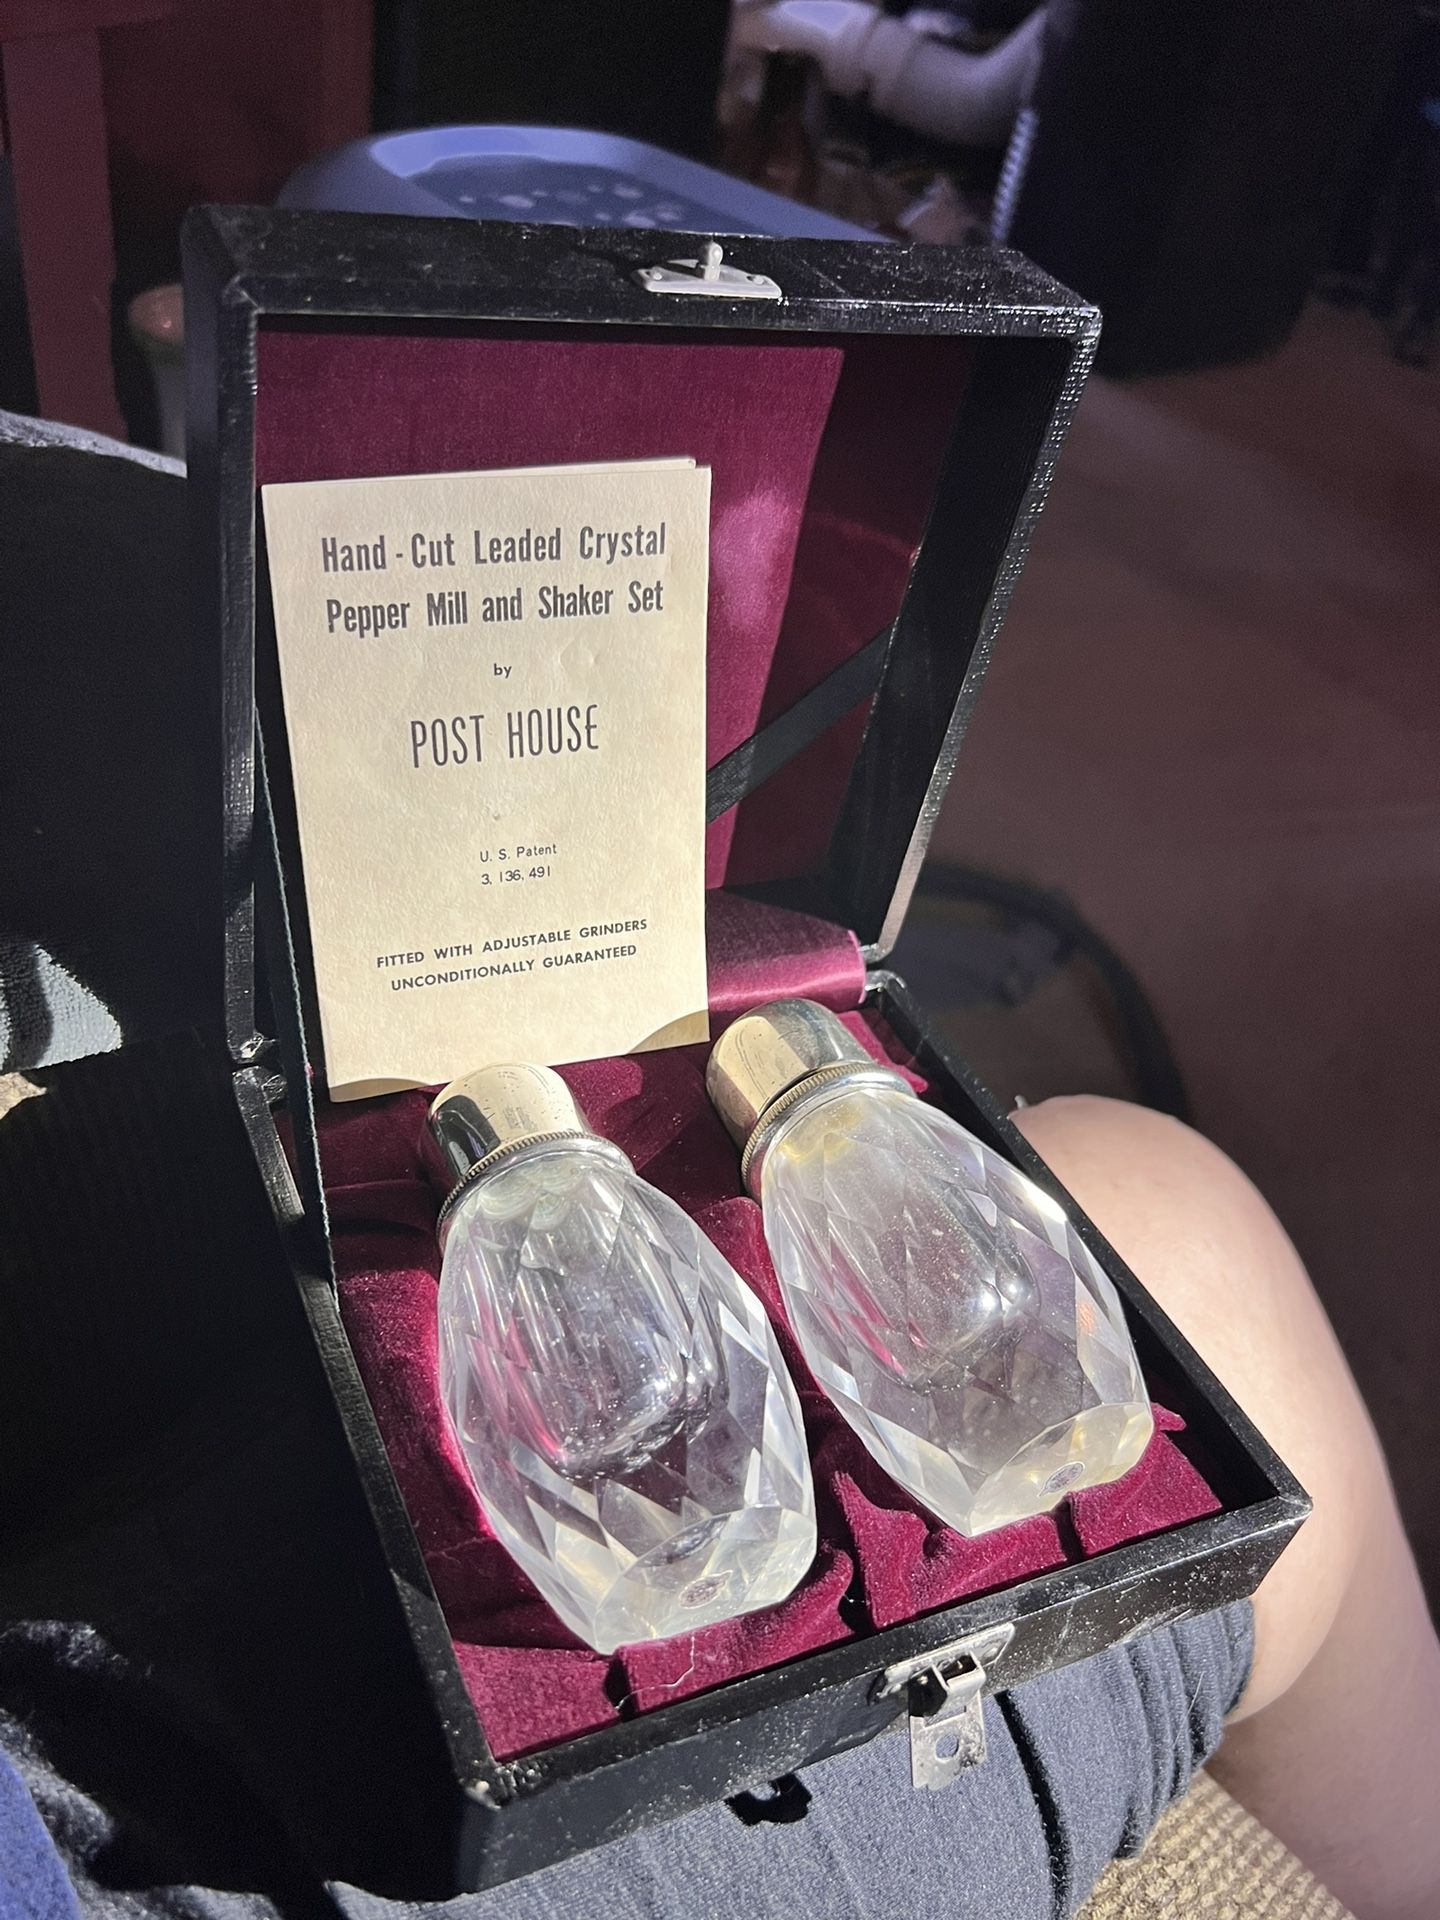 Hand-Cut Leaded Crystal
Pepper Mill and Shaker Set
by
POST HOUSE
U. S. Patent
3, 136, 491
FITTED WITH ADJUSTABLE GRINDERS
UNCONDITIONALLY GUARANTEED